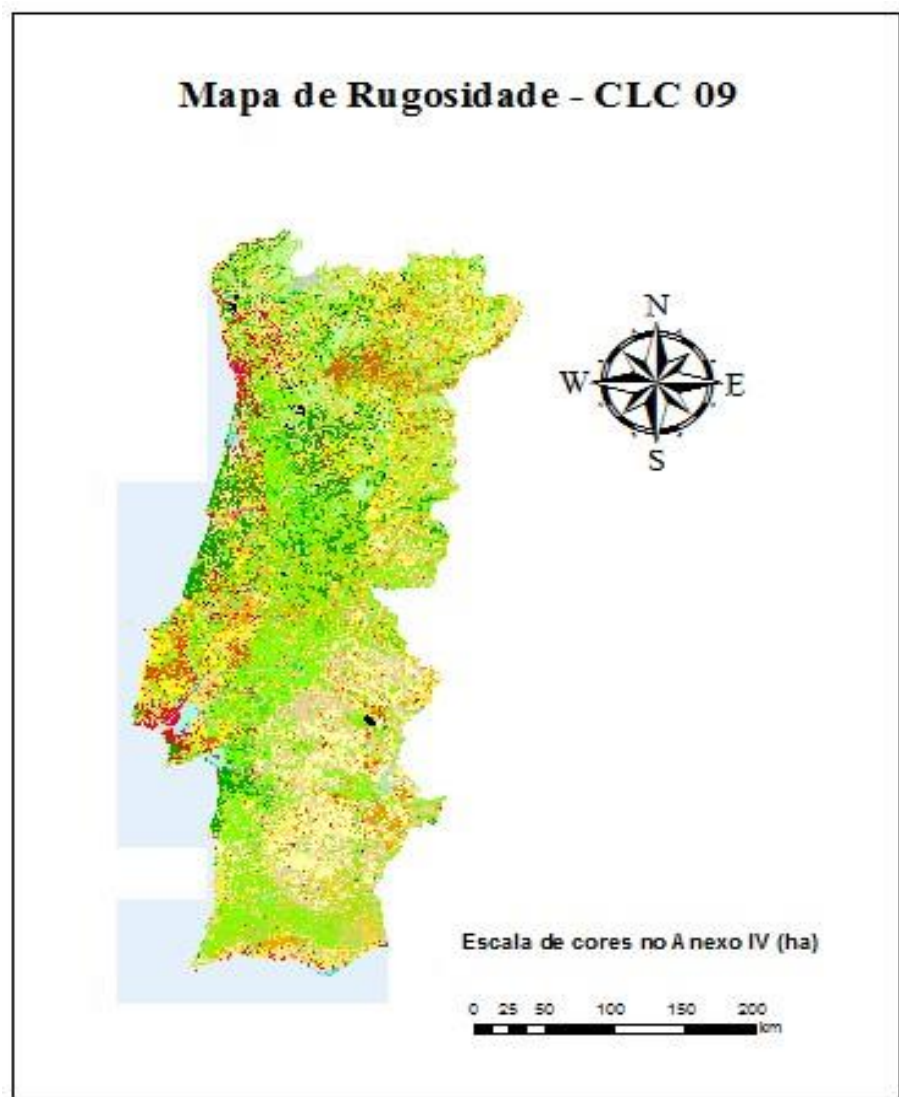 Mapa de Rugosidade - CLC 09
N
W E
S
Escala de cores no Anexo IV (ha)
0 25 50 100 150 200
km